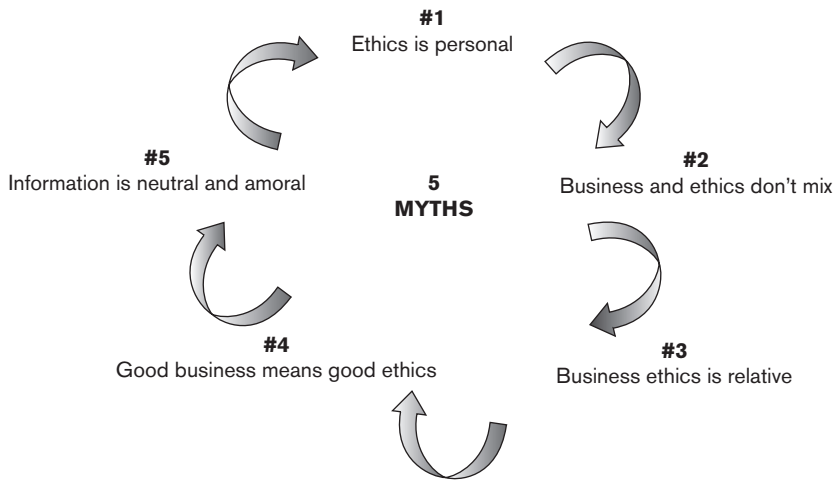 #1
Ethics is personal
#2
Business and ethics don't mix
#3
Business ethics is relative
#4
Good business means good ethics
#5
Information is neutral and amoral
5
MYTHS